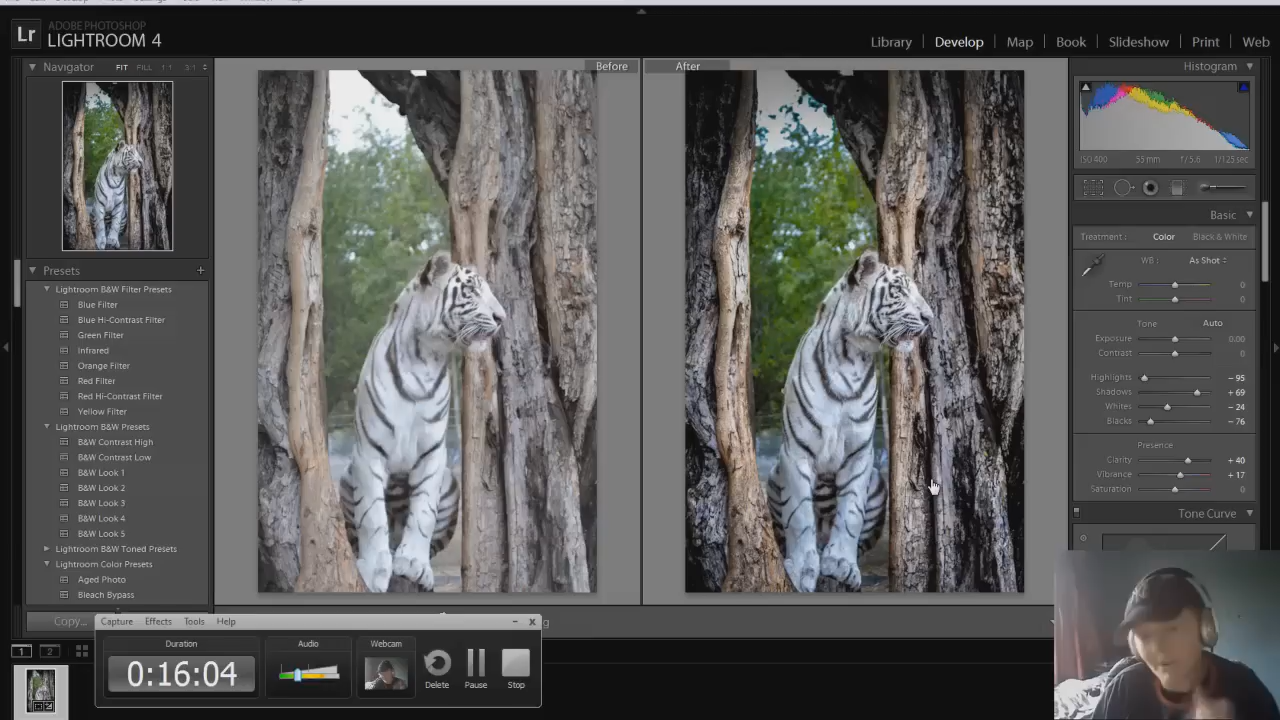 Lr
ADOBE PHOTOSHOP
LIGHTROOM 4
Library | Develop | Map | Book | Slideshow | Print | Web
Navigator FIT FILL 1:1 3:1
Before
After
Histogram
ISO 400 55 mm f/5.6 1/125 sec
Presets +
Lightroom B&W Filter Presets
Blue Filter
Blue Hi-Contrast Filter
Green Filter
Infrared
Orange Filter
Red Filter
Red Hi-Contrast Filter
Yellow Filter
Lightroom B&W Presets
B&W Contrast High
B&W Contrast Low
B&W Look 1
B&W Look 2
B&W Look 3
B&W Look 4
B&W Look 5
Lightroom B&W Toned Presets
Lightroom Color Presets
Aged Photo
Bleach Bypass
Copy...
Basic
Treatment : Color Black & White
WB : As Shot
Temp 0
Tint 0
Tone Auto
Exposure 0.00
Contrast 0
Highlights - 95
Shadows + 69
Whites - 24
Blacks - 76
Presence
Clarity + 40
Vibrance + 17
Saturation 0
Tone Curve
Capture Effects Tools Help
Duration
0:16:04
Audio
Webcam
Delete Pause Stop
1 2